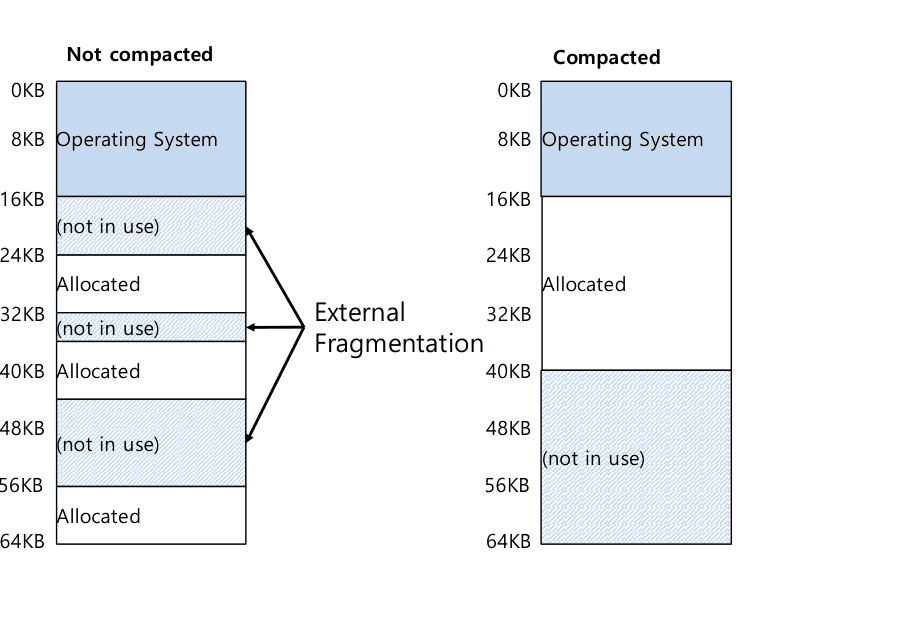 Not compacted
0KB
8KB
Operating System
16KB
(not in use)
24KB
Allocated
32KB
(not in use)
40KB
Allocated
48KB
(not in use)
56KB
Allocated
64KB
External
Fragmentation
Compacted
0KB
8KB
Operating System
16KB
24KB
Allocated
32KB
40KB
48KB
(not in use)
56KB
64KB